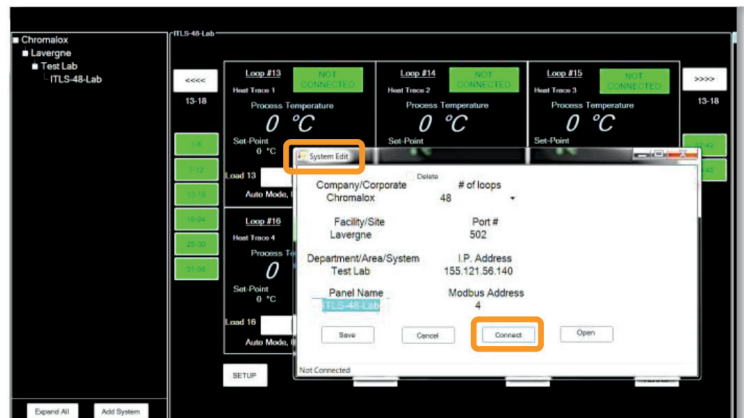 Chromalox
Lavergne
Test Lab
ITLS-48-Lab
Expand All
Add System
ITLS-48-Lab
<<<<
13-18
1-6
7-12
13-18
19-24
25-30
31-36
Loop #13
NOT CONNECTED
Heat Trace 1
Process Temperature
0 °C
Set-Point
0 °C
Load 13
Auto Mode,
Loop #14
NOT CONNECTED
Heat Trace 2
Process Temperature
0 °C
Set-Point
Loop #15
NOT CONNECTED
Heat Trace 3
Process Temperature
0 °C
Set-Point
>>>>
13-18
Loop #16
Heat Trace 4
Process
0
Set-Point
0 °C
Load 16
Auto Mode,
SETUP
System Edit
Delete
Company/Corporate
# of loops
Chromalox
48
Facility/Site
Port #
Lavergne
502
Department/Area/System
I.P. Address
Test Lab
155.121.56.140
Panel Name
Modbus Address
ITLS-48-Lab
4
Save
Cancel
Connect
Open
Not Connected